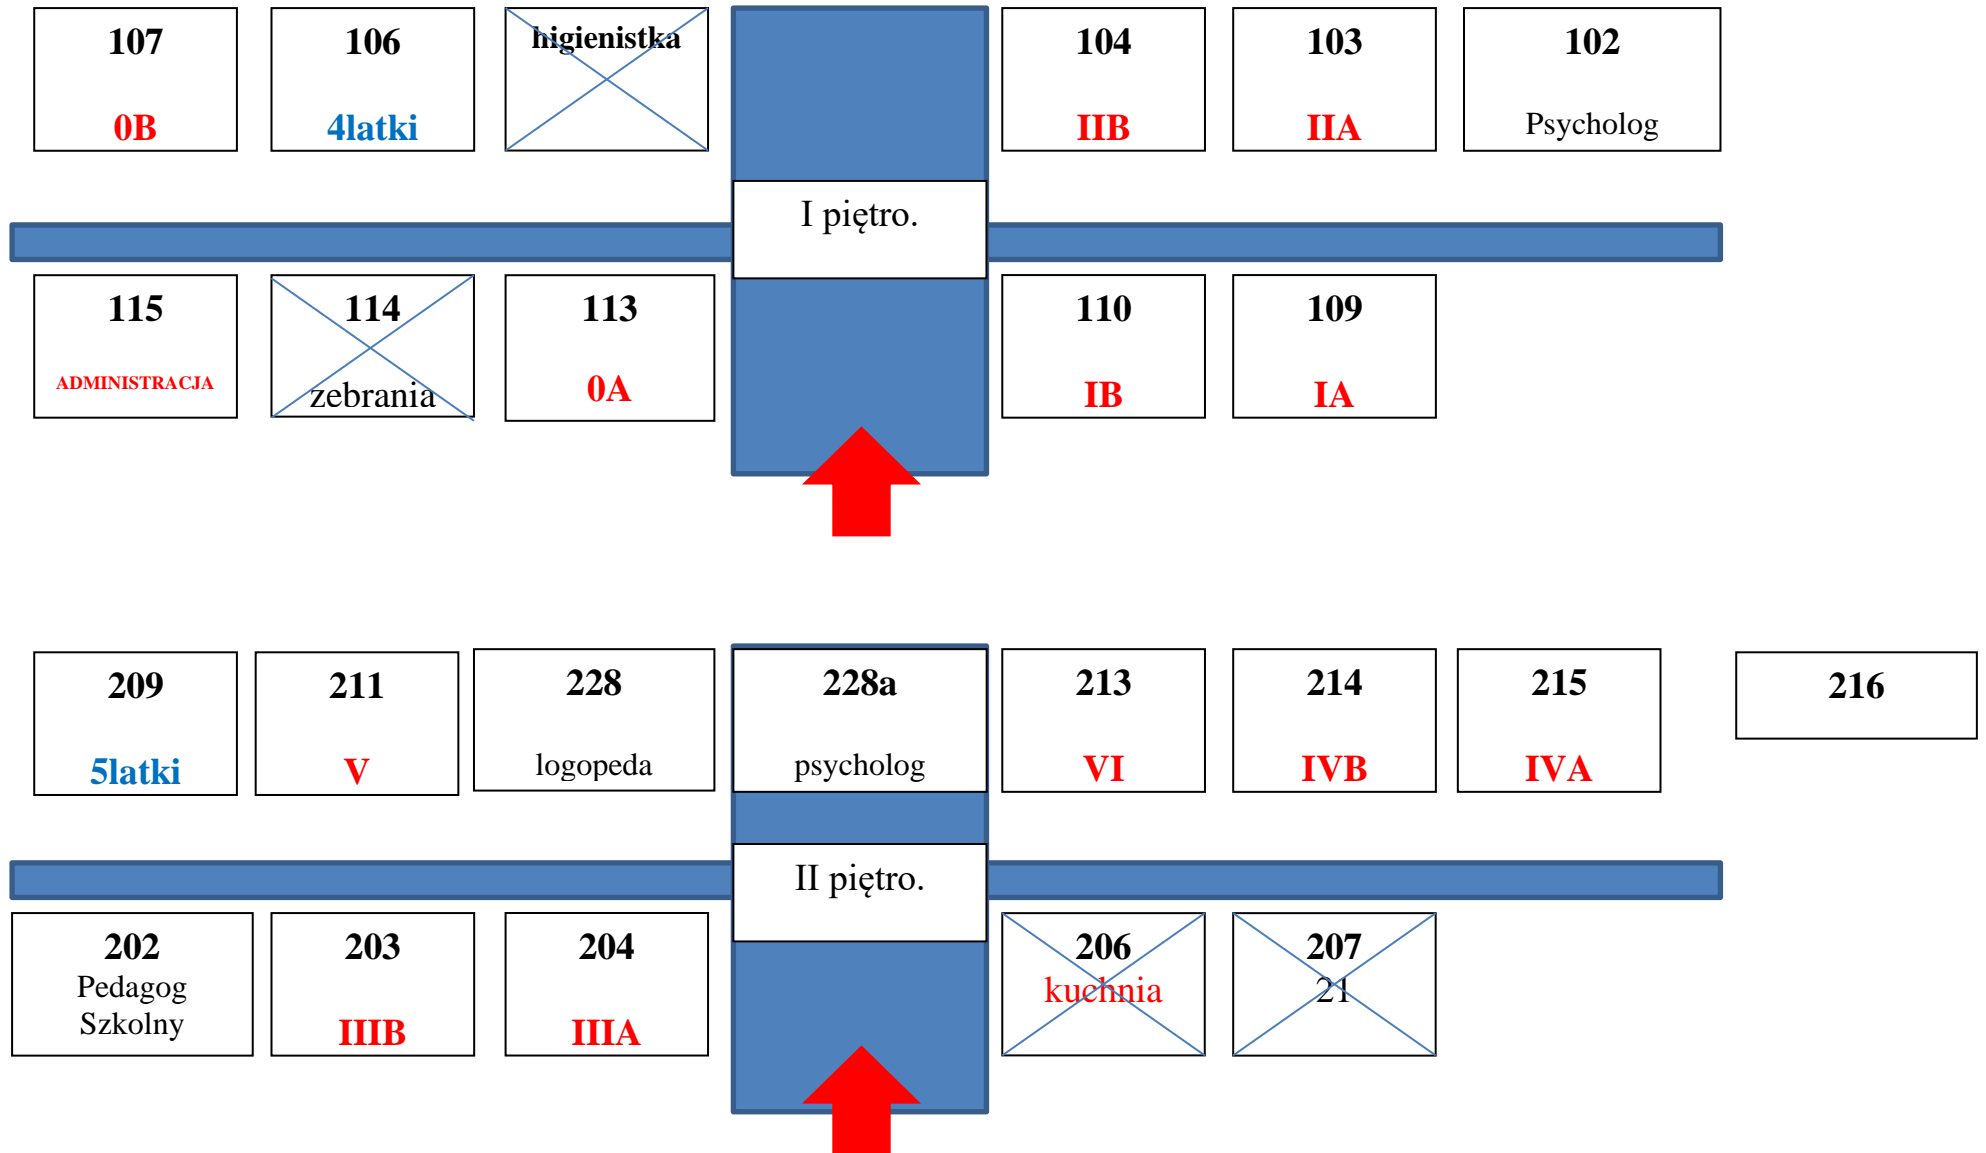 107
0B
106
4latki
higienistka
104
IIB
103
IIA
102
Psycholog
I piętro.
115
ADMINISTRACJA
114
zebrania
113
0A
110
IB
109
IA
209
5latki
211
V
228
logopeda
228a
psycholog
213
VI
214
IVB
215
IVA
216
II piętro.
202
Pedagog
Szkolny
203
IIIB
204
IIIA
206
kuchnia
207
21